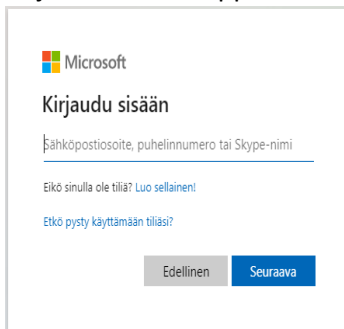 Microsoft
Kirjaudu sisään
Sähköpostiosoite, puhelinnumero tai Skype-nimi
Eikö sinulla ole tiliä? Luo sellainen!
Etkö pysty käyttämään tiliäsi?
Edellinen Seuraava